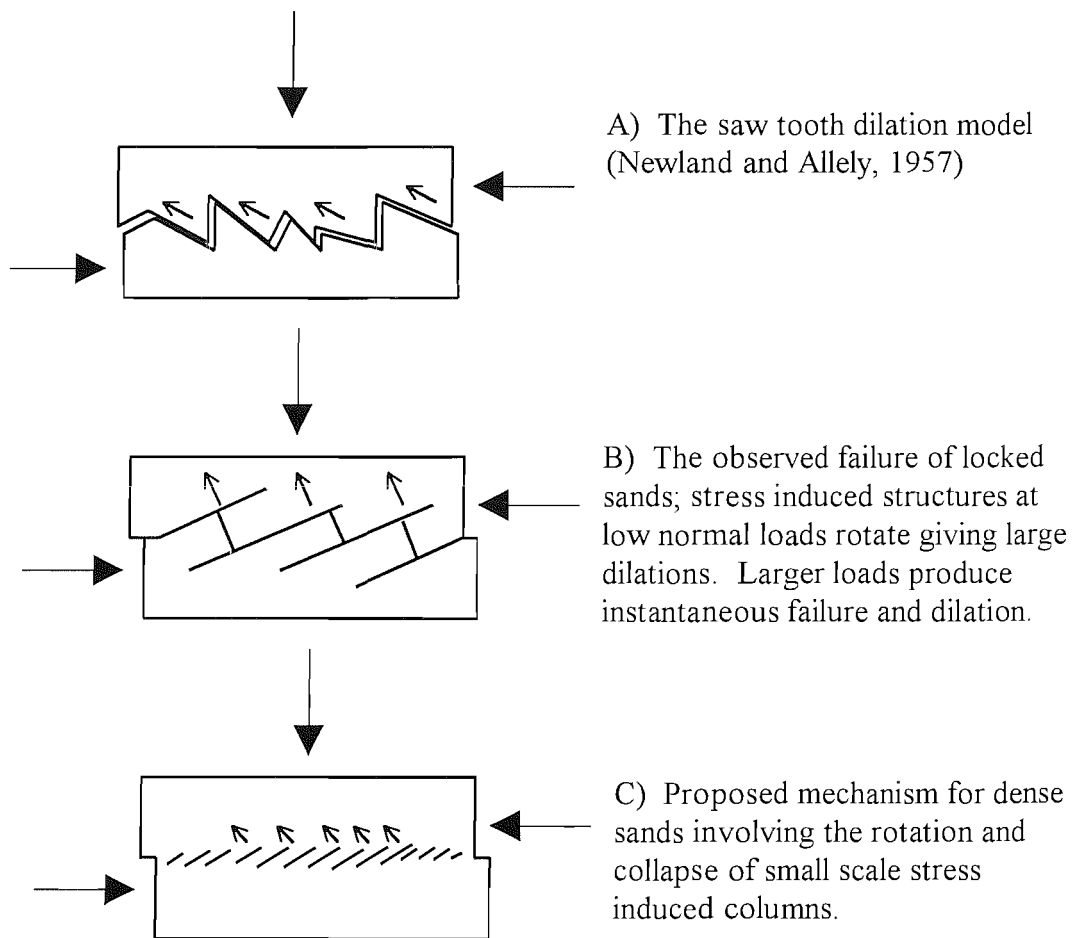 A) The saw tooth dilation model
(Newland and Allely, 1957)
B) The observed failure of locked
sands; stress induced structures at
low normal loads rotate giving large
dilations. Larger loads produce
instantaneous failure and dilation.
C) Proposed mechanism for dense
sands involving the rotation and
collapse of small scale stress
induced columns.